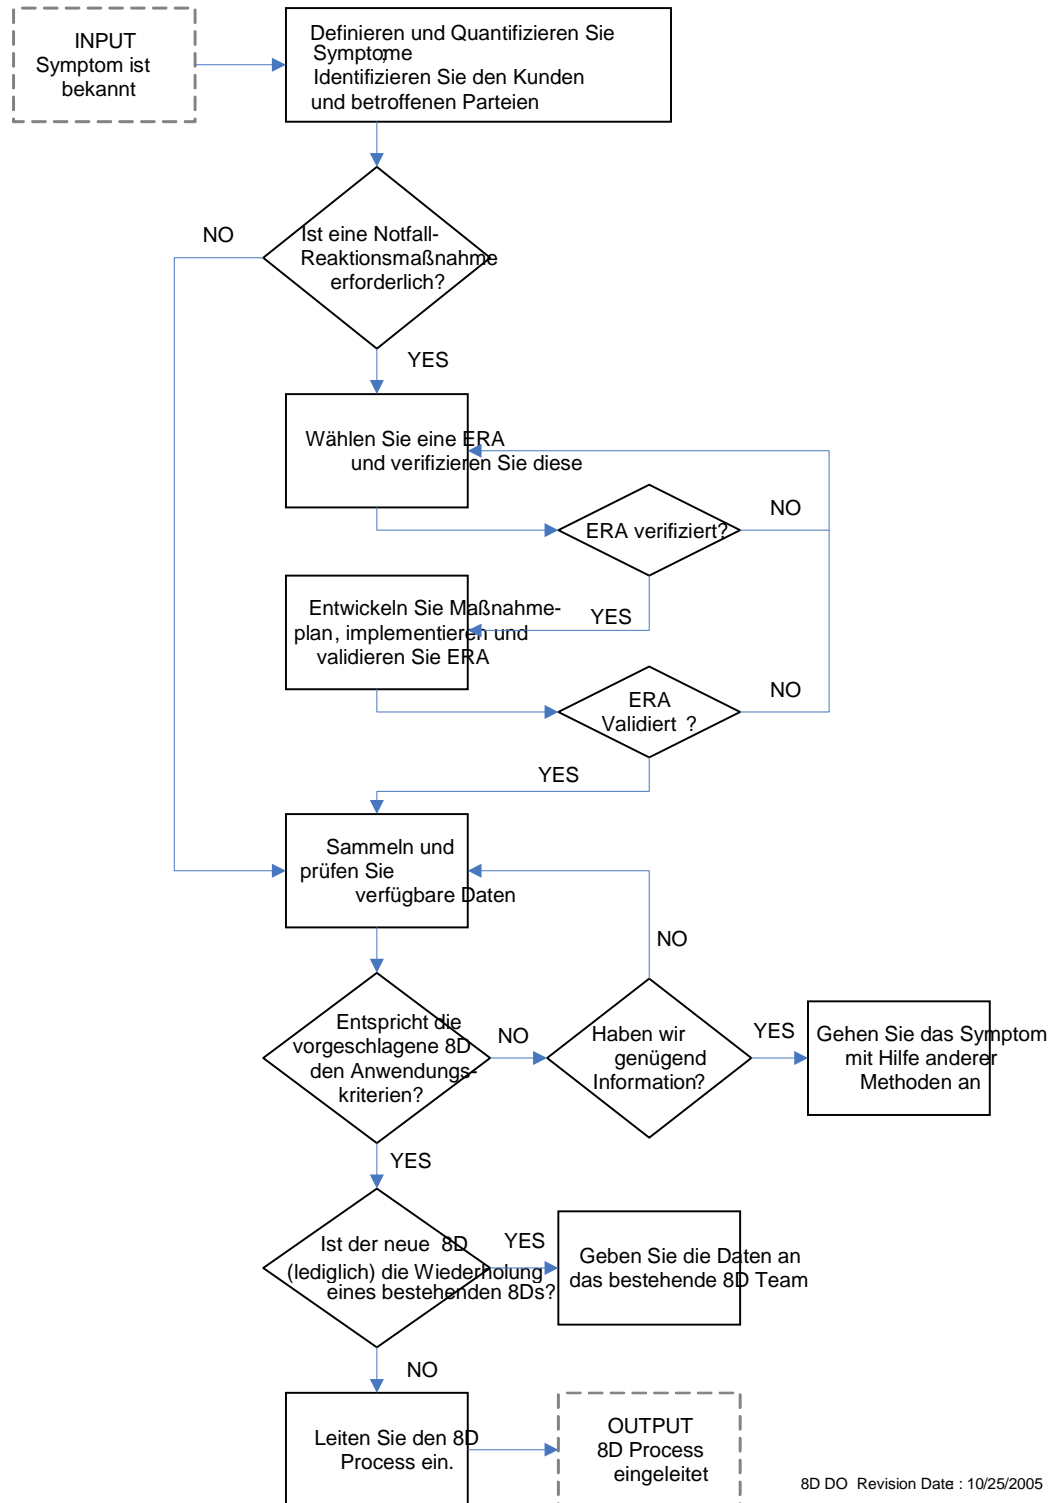 INPUT
Symptom ist
bekannt
Definieren und Quantifizieren Sie
Symptome,
Identifizieren Sie den Kunden
und betroffenen Parteien
NO
Ist eine Notfall-
Reaktionsmaßnahme
erforderlich?
YES
Wählen Sie eine ERA
und verifizieren Sie diese
ERA verifiziert?
NO
Entwickeln Sie Maßnahme-
plan, implementieren und
validieren Sie ERA
YES
ERA
Validiert ?
NO
YES
Sammeln und
prüfen Sie
verfügbare Daten
NO
Entspricht die
vorgeschlagene 8D
den Anwendungs-
kriterien?
NO
Haben wir
genügend
Information?
YES
Gehen Sie das Symptom
mit Hilfe anderer
Methoden an
YES
Ist der neue 8D
(lediglich) die Wiederholung
eines bestehenden 8Ds?
YES
Geben Sie die Daten an
das bestehende 8D Team
NO
Leiten Sie den 8D
Process ein.
OUTPUT
8D Process
eingeleitet
8D DO Revision Date : 10/25/2005